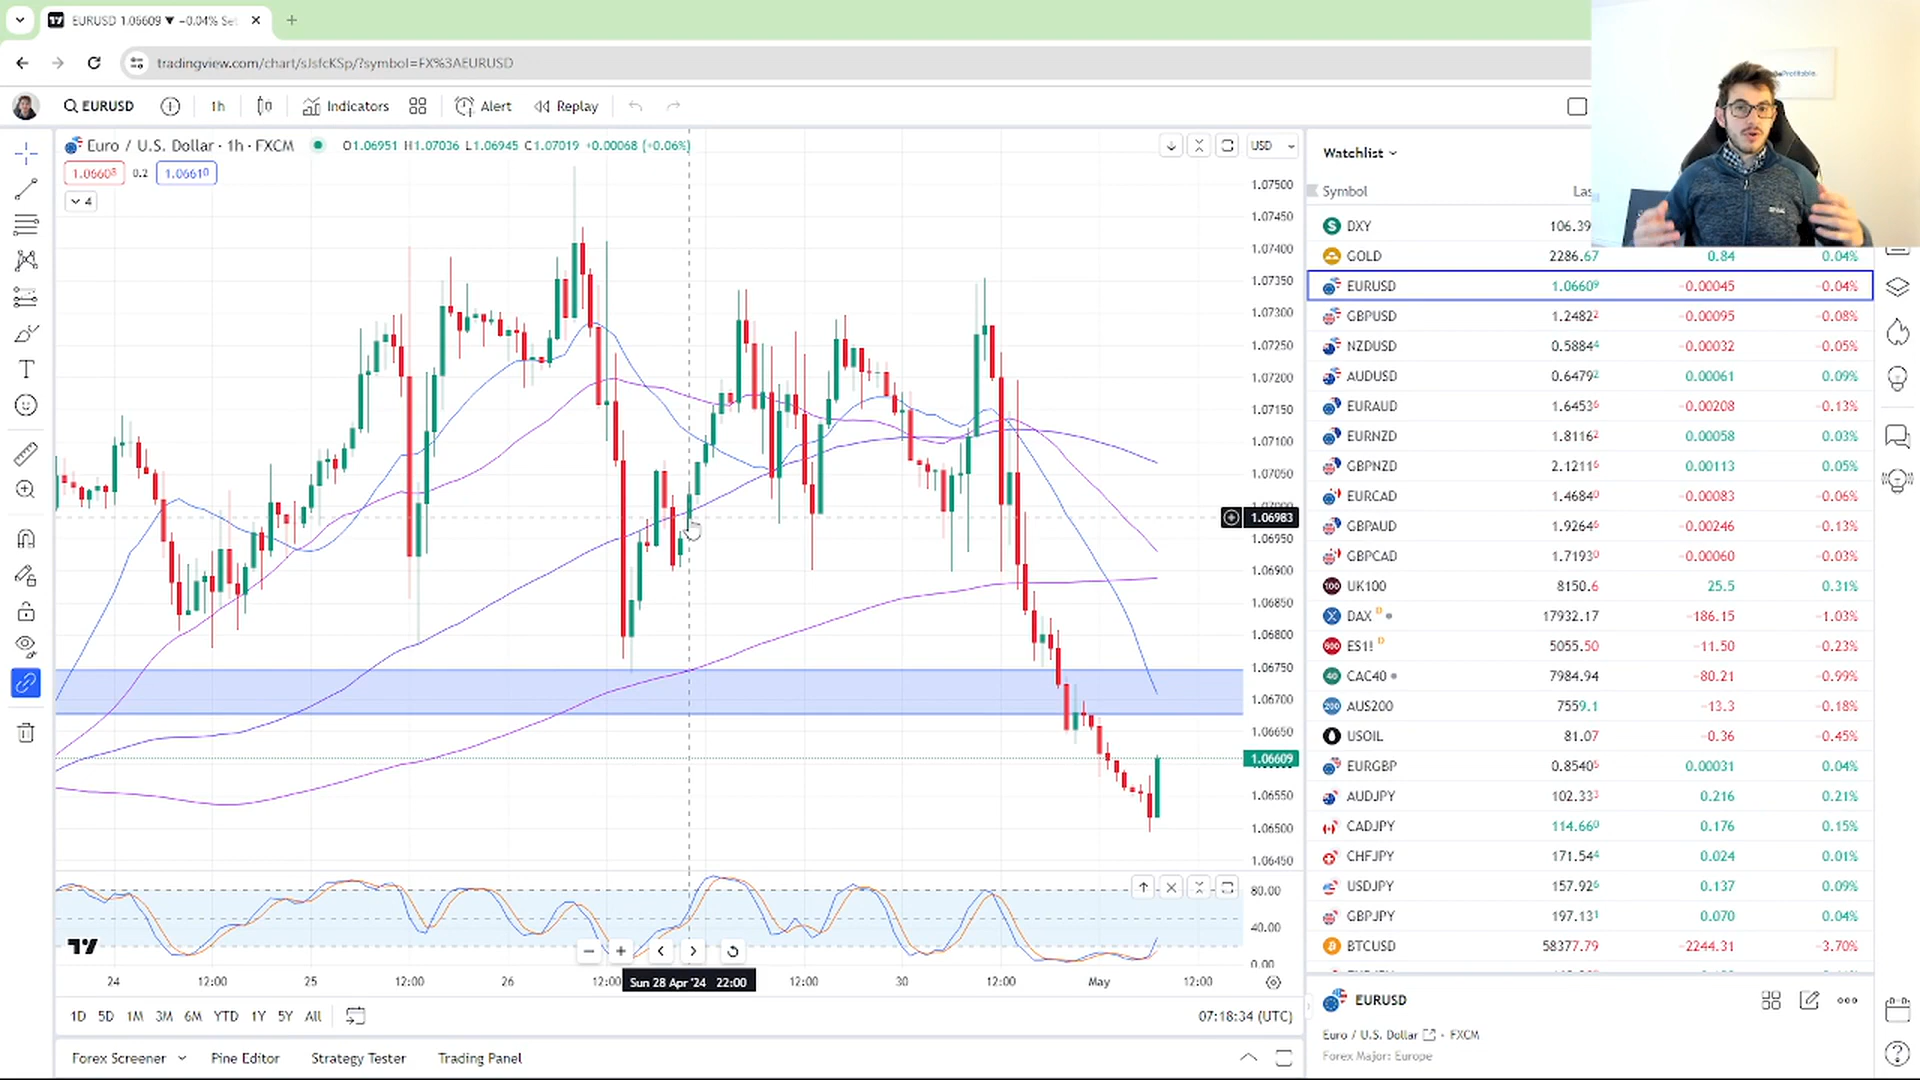 EURUSD 1.06609 ▼ −0.04% Se
tradingview.com/chart/sJsfcKSp/?symbol=FX%3AEURUSD
EURUSD 1h Indicators Alert Replay
Euro / U.S. Dollar · 1h · FXCM O1.06951 H1.07036 L1.06945 C1.07019 +0.00068 (+0.06%) USD
1.06608 0.2 1.06610
4
1.07500
1.07450
1.07400
1.07350
1.07300
1.07250
1.07200
1.07150
1.07100
1.07050
1.06983
1.06950
1.06900
1.06850
1.06800
1.06750
1.06700
1.06650
1.06609
1.06550
1.06500
1.06450
80.00
40.00
0.00
24 12:00 25 12:00 26 12:00 Sun 28 Apr '24 22:00 12:00 30 12:00 May 12:00
1D 5D 1M 3M 6M YTD 1Y 5Y All 07:18:34 (UTC)
Forex Screener Pine Editor Strategy Tester Trading Panel
Watchlist
Symbol Las
DXY 106.39
GOLD 2286.67 0.84 0.04%
EURUSD 1.06609 −0.00045 −0.04%
GBPUSD 1.24822 −0.00095 −0.08%
NZDUSD 0.58844 −0.00032 −0.05%
AUDUSD 0.64792 0.00061 0.09%
EURAUD 1.64536 −0.00208 −0.13%
EURNZD 1.81162 0.00058 0.03%
GBPNZD 2.12116 0.00113 0.05%
EURCAD 1.46840 −0.00083 −0.06%
GBPAUD 1.92646 −0.00246 −0.13%
GBPCAD 1.71930 −0.00060 −0.03%
UK100 8150.6 25.5 0.31%
DAX D 17932.17 −186.15 −1.03%
ES1! D 5055.50 −11.50 −0.23%
CAC40 7984.94 −80.21 −0.99%
AUS200 7559.1 −13.3 −0.18%
USOIL 81.07 −0.36 −0.45%
EURGBP 0.85405 0.00031 0.04%
AUDJPY 102.333 0.216 0.21%
CADJPY 114.660 0.176 0.15%
CHFJPY 171.544 0.024 0.01%
USDJPY 157.926 0.137 0.09%
GBPJPY 197.131 0.070 0.04%
BTCUSD 58377.79 −2244.31 −3.70%
EURUSD
Euro / U.S. Dollar · FXCM
Forex Major: Europe